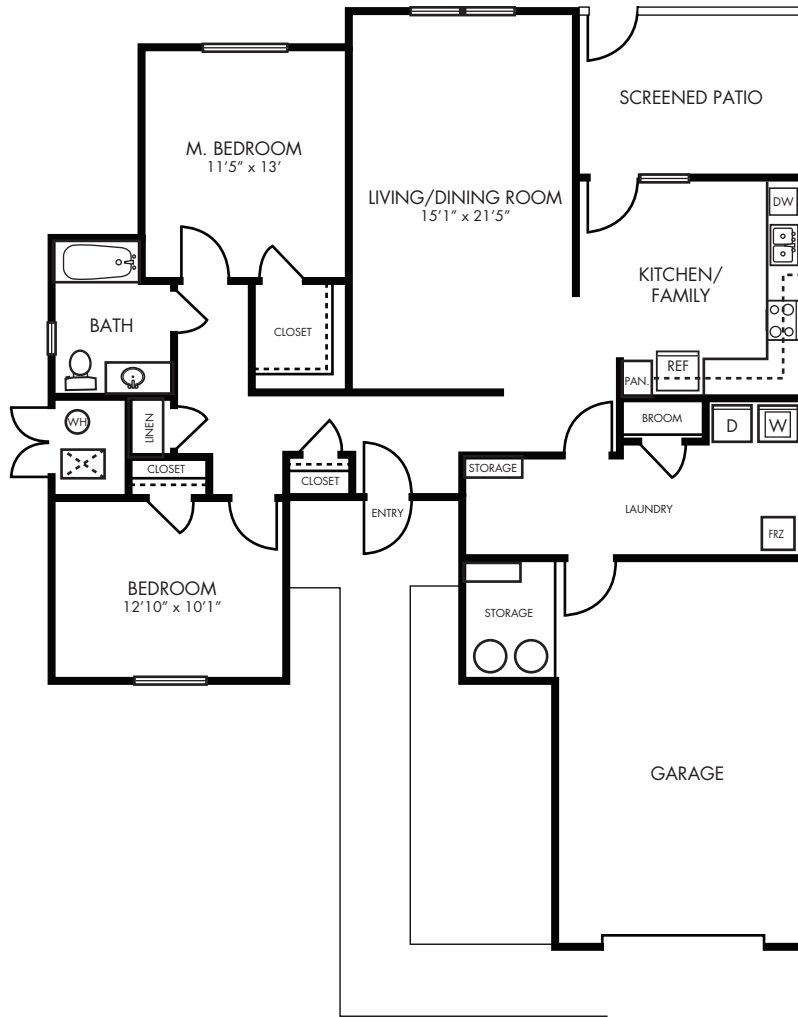 SCREENED PATIO
M. BEDROOM
11'5" x 13'
LIVING/DINING ROOM
15'1" x 21'5"
DW
KITCHEN/
FAMILY
BATH
CLOSET
REF
PAN.
WH
LINEN
BROOM
D
W
CLOSET
CLOSET
STORAGE
ENTRY
LAUNDRY
FRZ
BEDROOM
12'10" x 10'1"
STORAGE
GARAGE